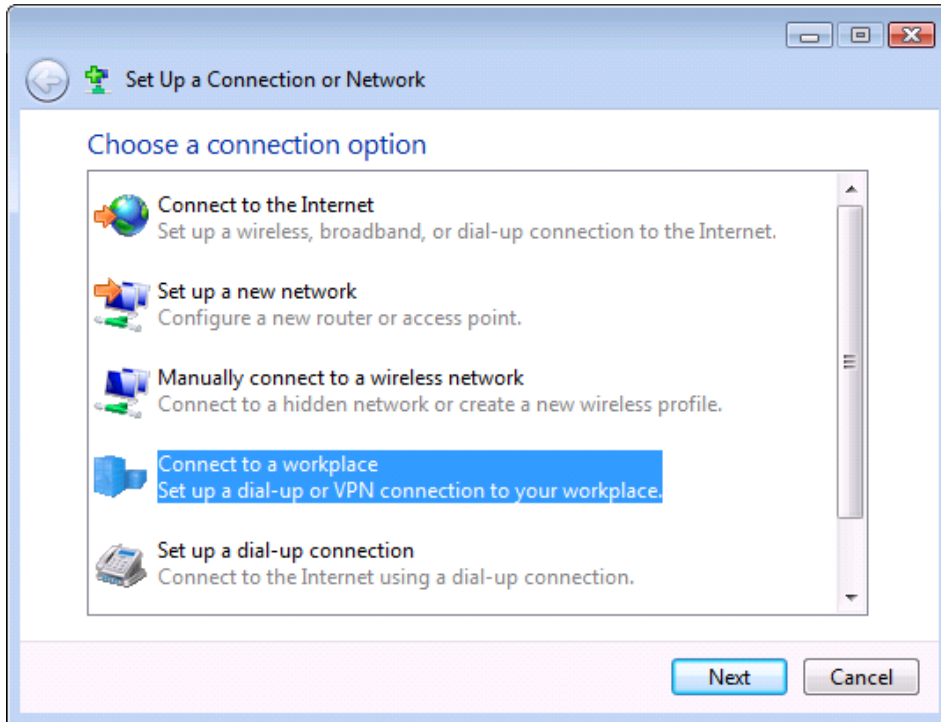 Set Up a Connection or Network
Choose a connection option
Connect to the Internet
Set up a wireless, broadband, or dial-up connection to the Internet.
Set up a new network
Configure a new router or access point.
Manually connect to a wireless network
Connect to a hidden network or create a new wireless profile.
Connect to a workplace
Set up a dial-up or VPN connection to your workplace.
Set up a dial-up connection
Connect to the Internet using a dial-up connection.
Next
Cancel